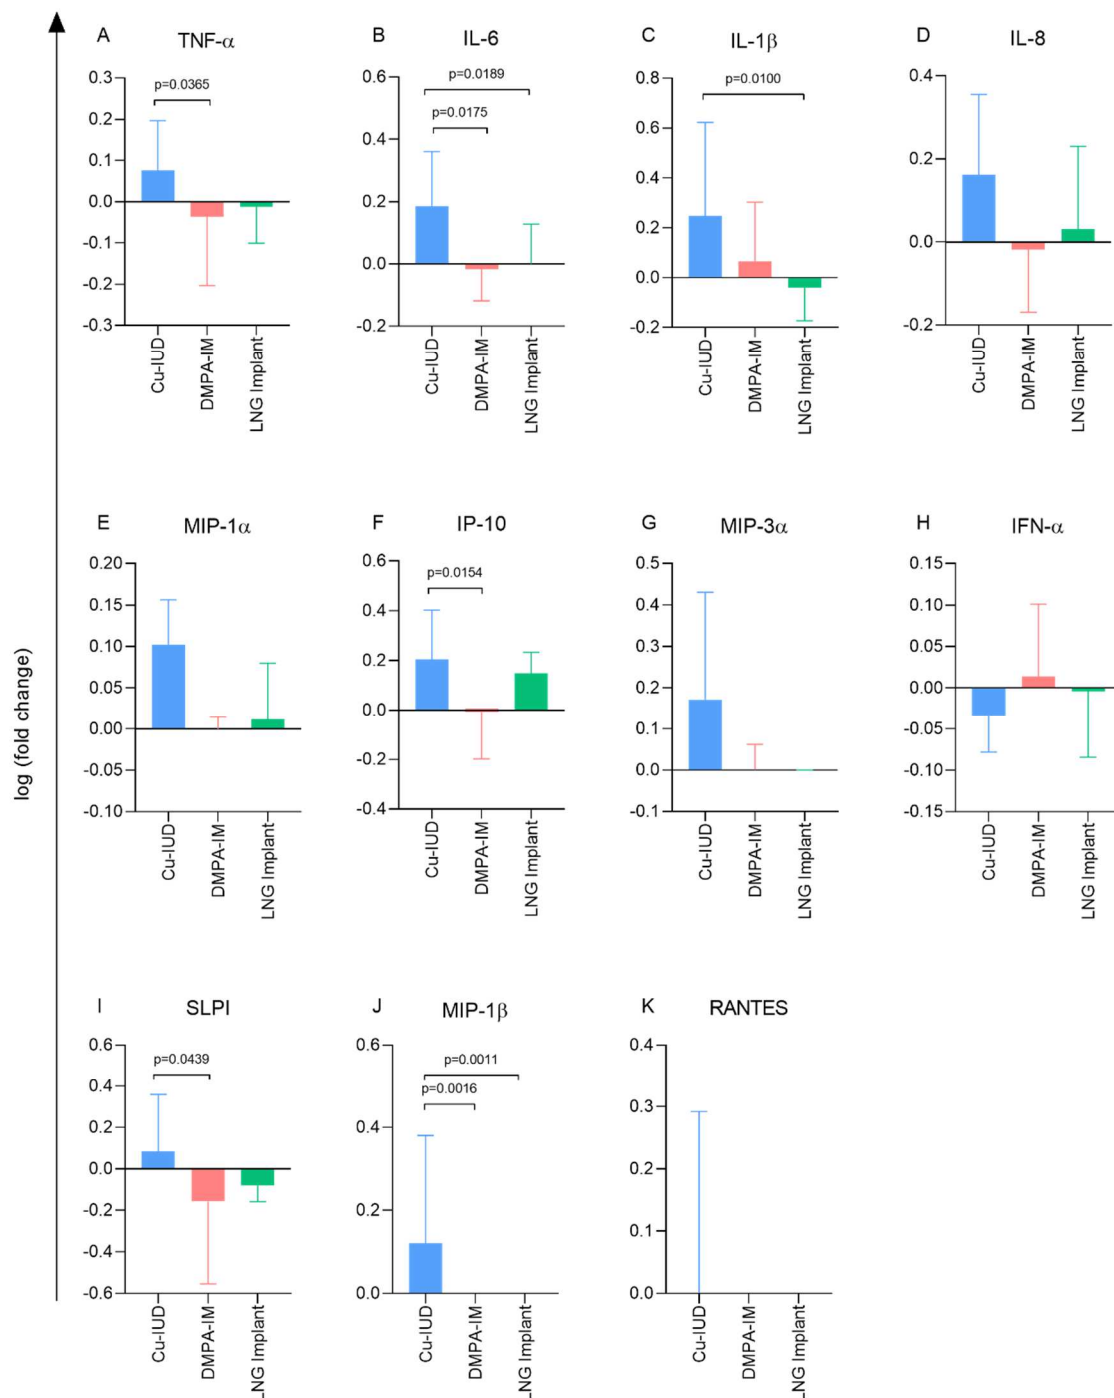 log (fold change)
A
TNF-α
0.3
0.2
0.1
0.0
-0.1
-0.2
-0.3
p=0.0365
Cu-IUD
DMPA-IM
LNG Implant
B
IL-6
0.6
0.4
0.2
0.0
-0.2
p=0.0189
p=0.0175
Cu-IUD
DMPA-IM
LNG Implant
C
IL-1β
0.8
0.6
0.4
0.2
0.0
-0.2
p=0.0100
Cu-IUD
DMPA-IM
LNG Implant
D
IL-8
0.4
0.2
0.0
-0.2
Cu-IUD
DMPA-IM
LNG Implant
E
MIP-1α
0.20
0.15
0.10
0.05
0.00
-0.05
-0.10
Cu-IUD
DMPA-IM
LNG Implant
F
IP-10
0.6
0.4
0.2
0.0
-0.2
-0.4
p=0.0154
Cu-IUD
DMPA-IM
LNG Implant
G
MIP-3α
0.5
0.4
0.3
0.2
0.1
0.0
-0.1
Cu-IUD
DMPA-IM
LNG Implant
H
IFN-α
0.15
0.10
0.05
0.00
-0.05
-0.10
-0.15
Cu-IUD
DMPA-IM
LNG Implant
I
SLPI
0.6
0.4
0.2
0.0
-0.2
-0.4
-0.6
p=0.0439
Cu-IUD
DMPA-IM
LNG Implant
J
MIP-1β
0.6
0.4
0.2
0.0
p=0.0011
p=0.0016
Cu-IUD
DMPA-IM
LNG Implant
K
RANTES
0.4
0.3
0.2
0.1
0.0
Cu-IUD
DMPA-IM
LNG Implant